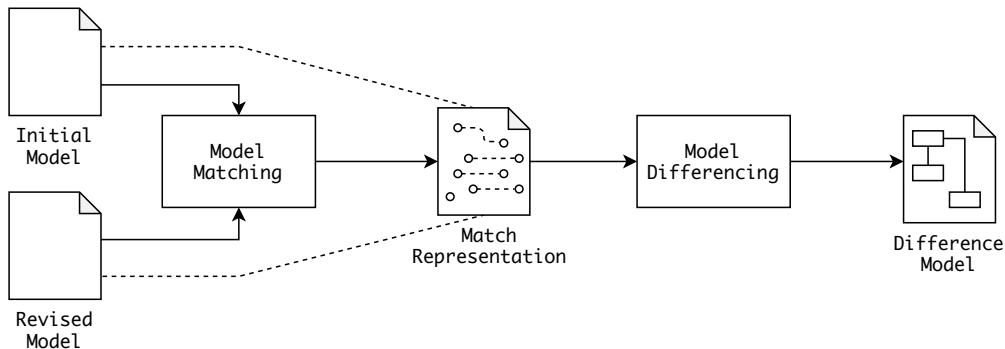 Initial
Model
Model
Matching
Revised
Model
Match
Representation
Model
Differencing
Difference
Model